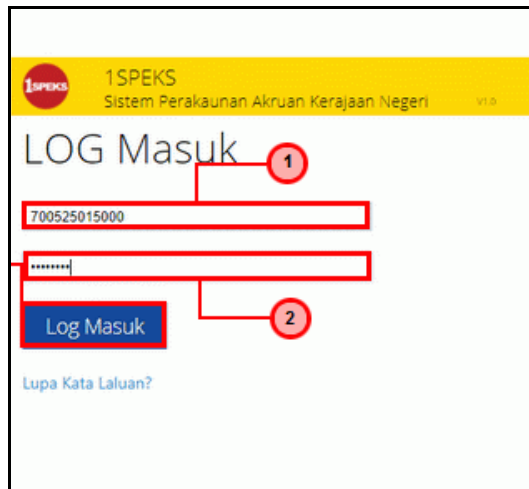 1SPEKS
1SPEKS
Sistem Perakaunan Akruan Kerajaan Negeri V1.0
LOG Masuk
1
700525015000
••••••••
2
Log Masuk
Lupa Kata Laluan?